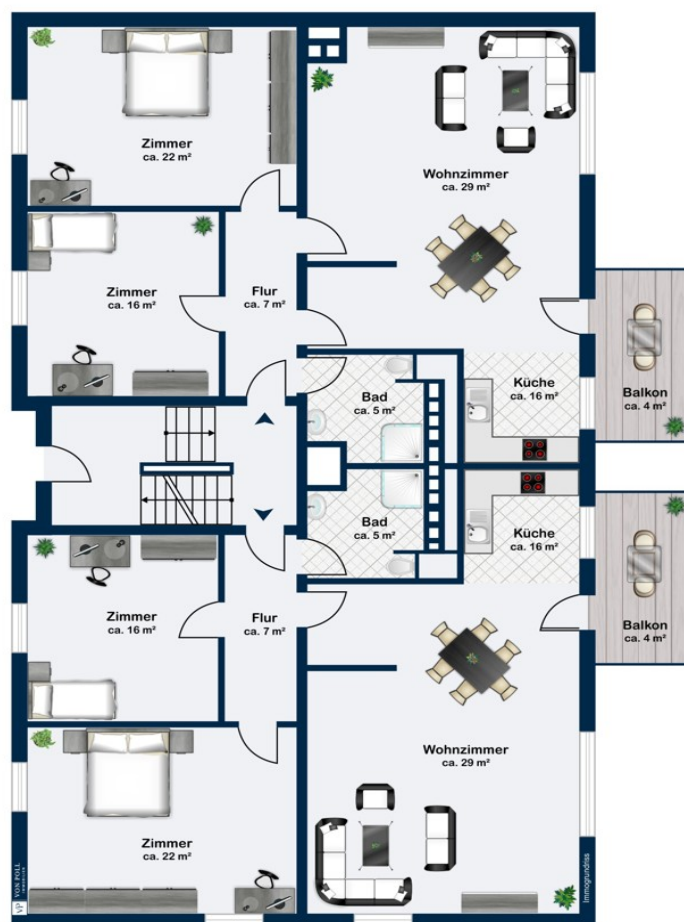 Zimmer
ca. 22 m²
Wohnzimmer
ca. 29 m²
Zimmer
ca. 16 m²
Flur
ca. 7 m²
Küche
ca. 16 m²
Balkon
ca. 4 m²
Bad
ca. 5 m²
Bad
ca. 5 m²
Küche
ca. 16 m²
Zimmer
ca. 16 m²
Flur
ca. 7 m²
Balkon
ca. 4 m²
Wohnzimmer
ca. 29 m²
Zimmer
ca. 22 m²
VP
VON POLL
IMMOBILIEN
Immogrundriss